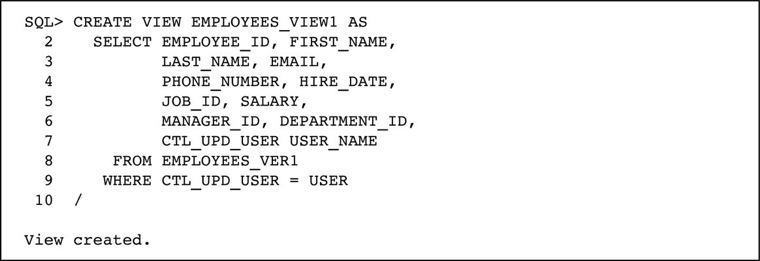 SQL> CREATE VIEW EMPLOYEES_VIEW1 AS
  2    SELECT EMPLOYEE_ID, FIRST_NAME,
  3           LAST_NAME, EMAIL,
  4           PHONE_NUMBER, HIRE_DATE,
  5           JOB_ID, SALARY,
  6           MANAGER_ID, DEPARTMENT_ID,
  7           CTL_UPD_USER USER_NAME
  8      FROM EMPLOYEES_VER1
  9     WHERE CTL_UPD_USER = USER
 10  /
View created.